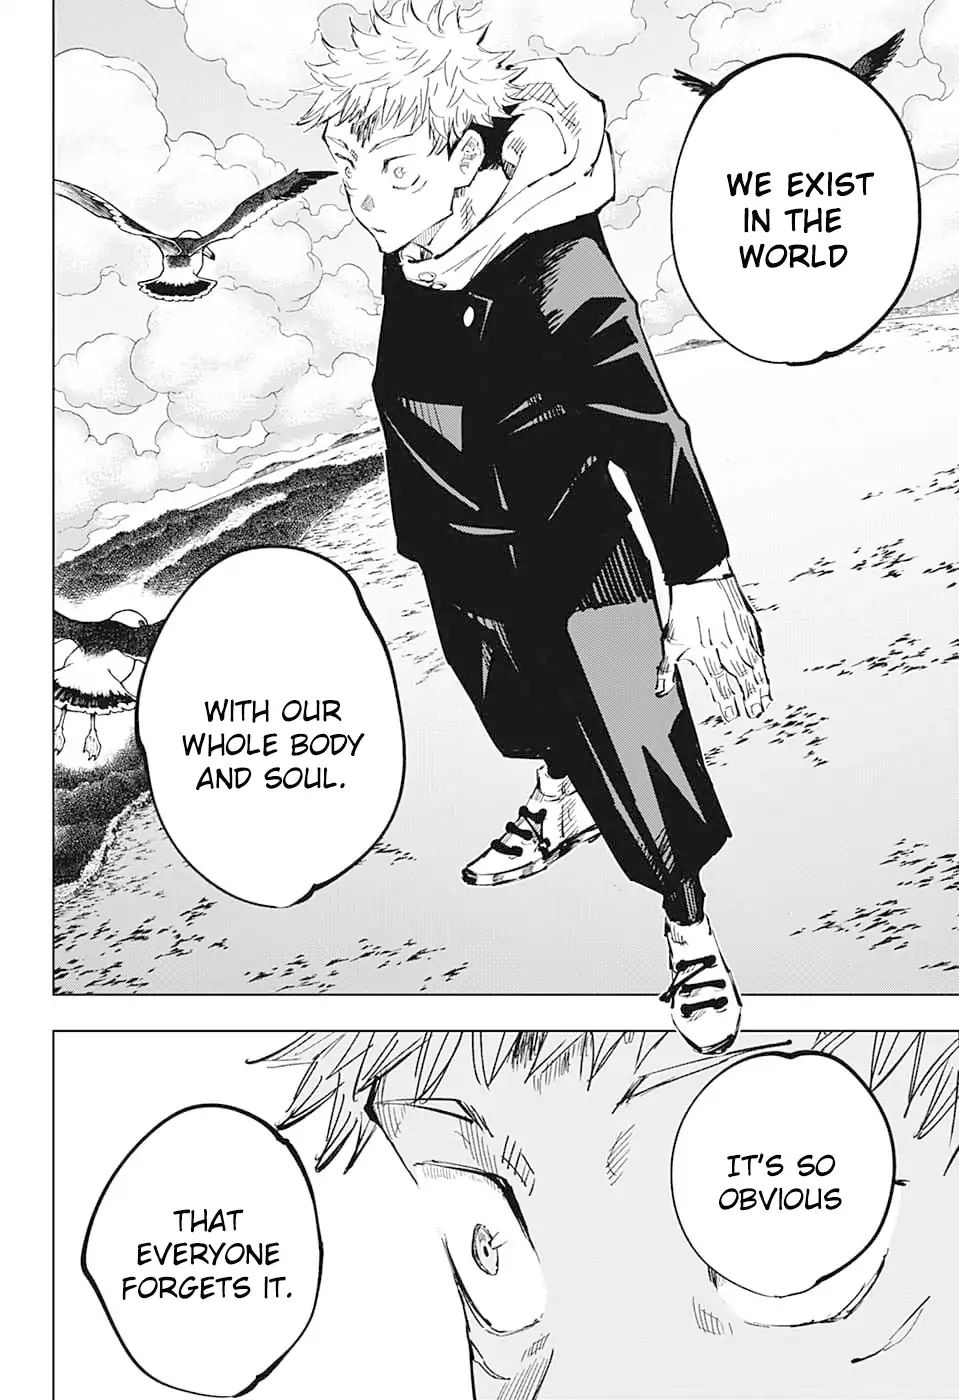 WE EXIST
IN THE
WORLD
WITH OUR
WHOLE BODY
AND SOUL.
IT'S SO
OBVIOUS
THAT
EVERYONE
FORGETS IT.